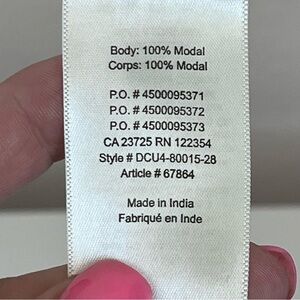 Body: 100% Modal
Corps: 100% Modal
P.O. # 4500095371
P.O. # 4500095372
P.O. # 4500095373
CA 23725 RN 122354
Style # DCU4-80015-28
Article # 67864
Made in India
Fabriqué en Inde